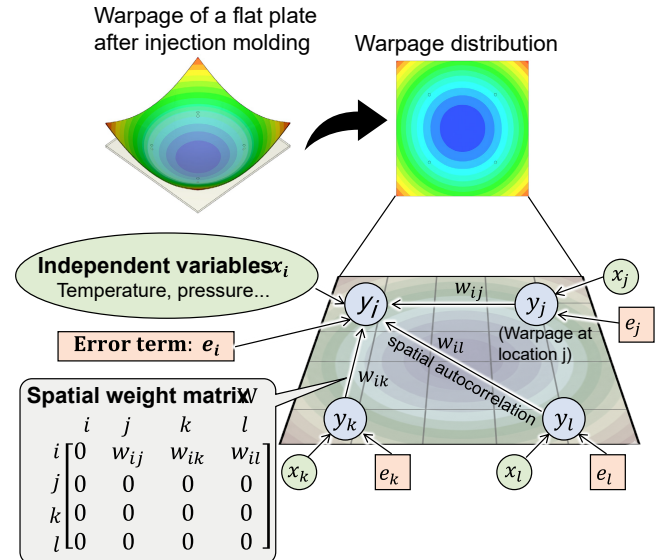 Warpage of a flat plate
after injection molding
Warpage distribution
Independent variables x_i
Temperature, pressure...
Error term: e_i
y_i
w_ij
y_j
x_j
e_j
(Warpage at
location j)
w_il
spatial autocorrelation
w_ik
y_k
y_l
x_k
e_k
x_l
e_l
Spatial weight matrix W
i j k l
i 0 w_ij w_ik w_il
j 0 0 0 0
k 0 0 0 0
l 0 0 0 0